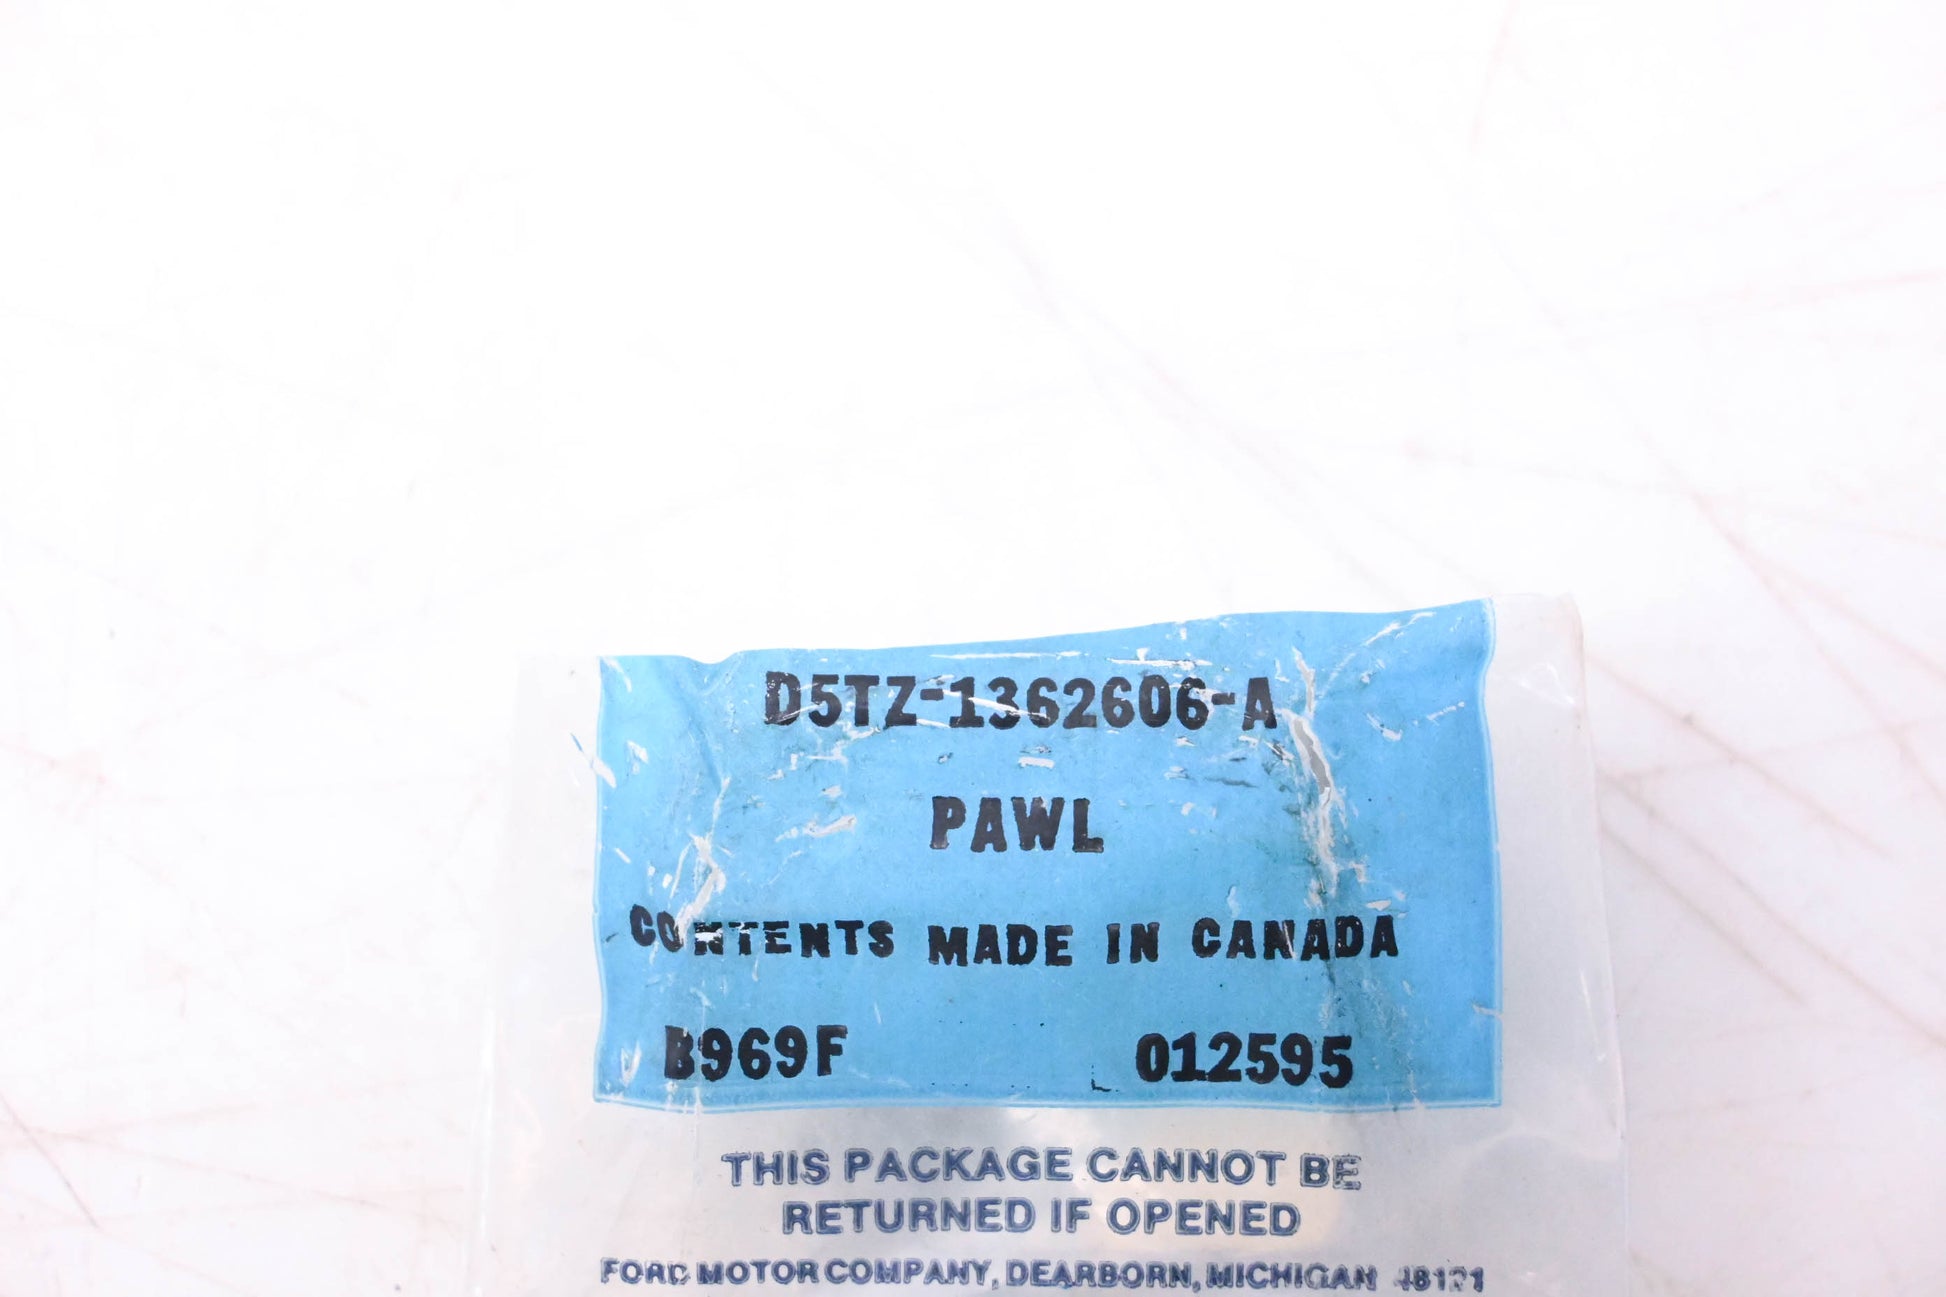 D5TZ-1362606-A
PAWL
CONTENTS MADE IN CANADA
B969F 012595
THIS PACKAGE CANNOT BE
RETURNED IF OPENED
FORD MOTOR COMPANY, DEARBORN, MICHIGAN 48121